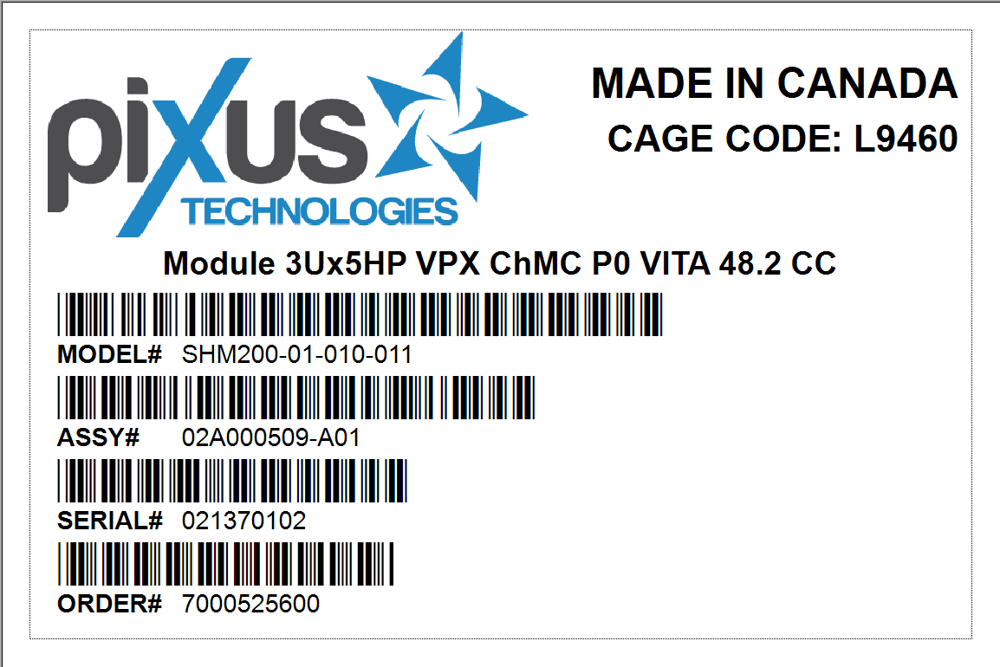 pixus
TECHNOLOGIES
MADE IN CANADA
CAGE CODE: L9460
Module 3Ux5HP VPX ChMC P0 VITA 48.2 CC
MODEL# SHM200-01-010-011
ASSY# 02A000509-A01
SERIAL# 021370102
ORDER# 7000525600